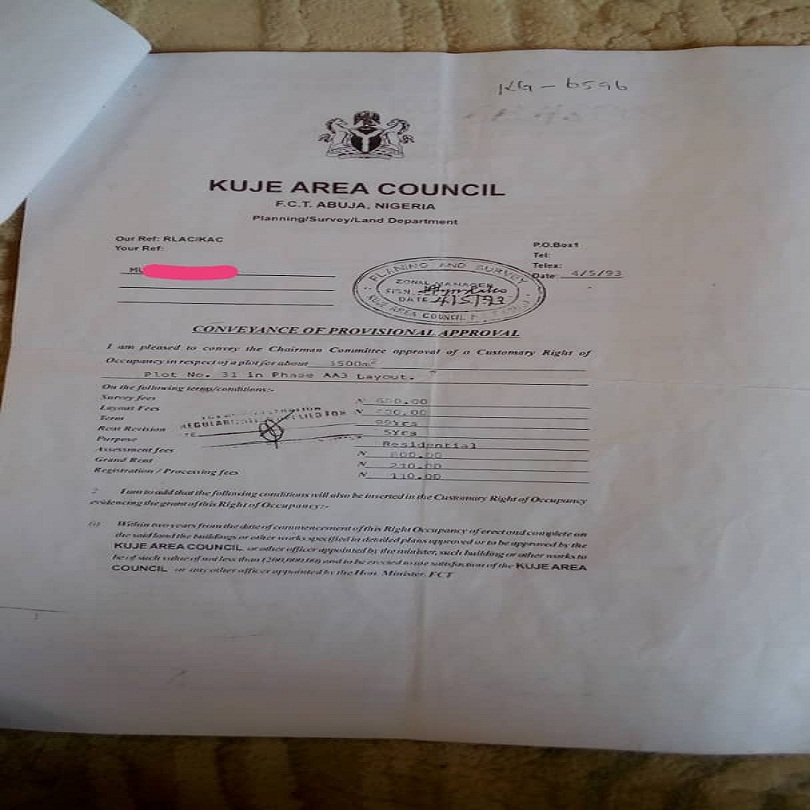 KG - 6596
KUJE AREA COUNCIL
F.C.T. ABUJA, NIGERIA
Planning/Survey/Land Department
Our Ref: RLACIKAC
Your Ref:
P.O.Box1
Tel:
Telex:
Date: 4/5/93
PLANING AND SURVEY
ZONAL MANAGER
SIGN.
DATE 4/5/93
KUJE AREA COUNCIL
CONVEYANCE OF PROVISIONAL APPROVAL
I am pleased to convey the Chairman Committee approval of a Customary Right of
Occupancy in respect of a plot for about 1500m²
Plot No. 31 in Phase AA3 Layout.
On the following terms/conditions:-
Survey fees N 600.00
Layout Fees N
Term 99Yrs
Rent Revision 5Yrs
Purpose Residential
Assessment fees N 800.00
Grand Rent N 230.00
Registration / Processing fees N 110.00
2. I am to add that the following conditions will also be inserted in the Customary Right of Occupancy
evidencing the grant of this Right of Occupancy:-
(a) Within two years from the date of commencement of this Right Occupancy of erect and complete on
the said land the buildings or other works specified in detailed plans approved or to be approved by the
KUJE AREA COUNCIL or other officer appointed by the minister, such building or other works to
be of such value of not less than (200,000.00) and to be erected to the satisfaction of the KUJE AREA
COUNCIL or any other officer appointed by the Hon. Minister, FCT